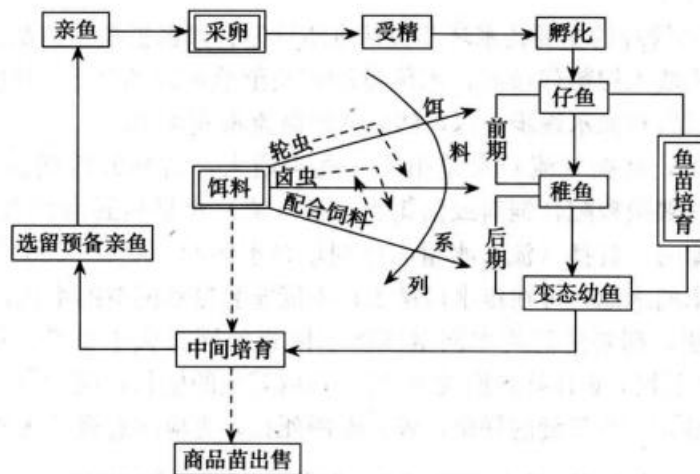 亲鱼
采卵
受精
孵化
仔鱼
前期
稚鱼
后期
变态幼鱼
鱼苗培育
饵料系列
轮虫
卤虫
配合饲料
饵料
选留预备亲鱼
中间培育
商品苗出售